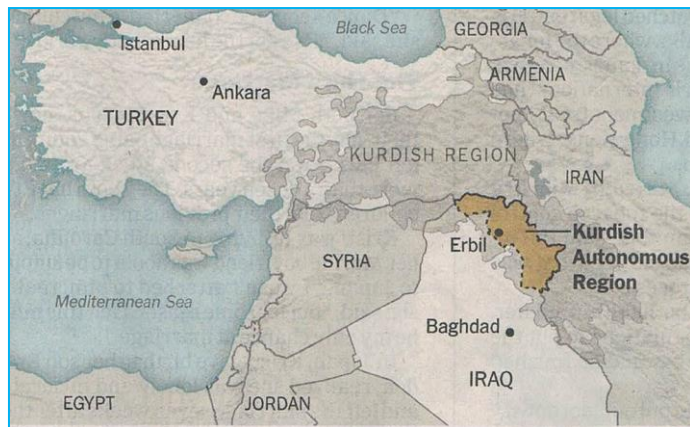 Black Sea
GEORGIA
Istanbul
ARMENIA
Ankara
TURKEY
KURDISH REGION
IRAN
Kurdish
Autonomous
Region
Erbil
SYRIA
Mediterranean Sea
Baghdad
IRAQ
EGYPT
JORDAN